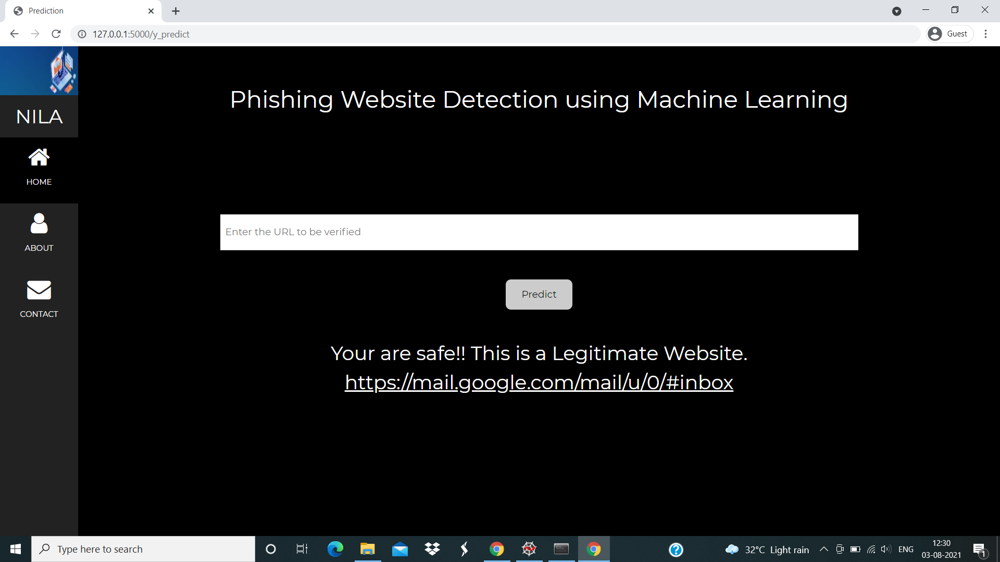 Prediction
127.0.0.1:5000/y_predict
Guest
NILA
HOME
ABOUT
CONTACT
Phishing Website Detection using Machine Learning
Enter the URL to be verified
Predict
Your are safe!! This is a Legitimate Website.
https://mail.google.com/mail/u/0/#inbox
Type here to search
32°C Light rain
ENG
12:30
03-08-2021
1